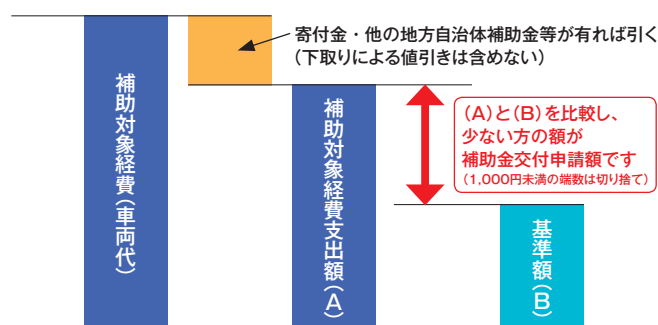 寄付金・他の地方自治体補助金等が有れば引く
（下取りによる値引きは含めない）
補助対象経費（車両代）
補助対象経費支出額（A）
（A）と（B）を比較し、
少ない方の額が
補助金交付申請額です
（1,000円未満の端数は切り捨て）
基準額（B）